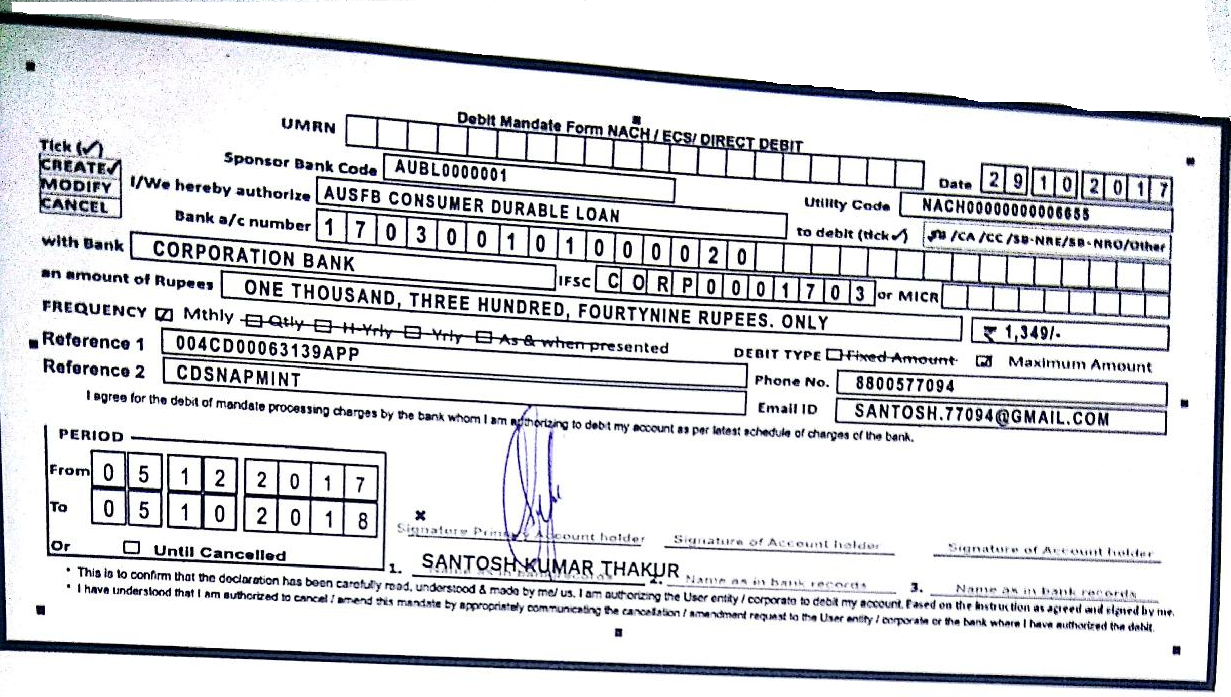 Debit Mandate Form NACH / ECS/ DIRECT DEBIT
UMRN
Tick (✓)
CREATE✓
MODIFY
CANCEL
Sponsor Bank Code AUBL0000001
Date 29102017
I/We hereby authorize AUSFB CONSUMER DURABLE LOAN
Utility Code NACH00000000006655
Bank a/c number 170300101000020
to debit (tick✓) SB /CA /CC /SB-NRE/SB-NRO/Other
with Bank CORPORATION BANK
IFSC CORP0001703 or MICR
an amount of Rupees ONE THOUSAND, THREE HUNDRED, FOURTYNINE RUPEES. ONLY
₹ 1,349/-
FREQUENCY ☑ Mthly ☐ Qtly ☐ H-Yrly ☐ Yrly ☐ As & when presented
DEBIT TYPE ☐ Fixed Amount ☑ Maximum Amount
Reference 1 004CD00063139APP
Phone No. 8800577094
Reference 2 CDSNAPMINT
Email ID SANTOSH.77094@GMAIL.COM
I agree for the debit of mandate processing charges by the bank whom I am authorizing to debit my account as per latest schedule of charges of the bank.
PERIOD
From 05122017
To 05102018
Or ☐ Until Cancelled
Signature Primary Account holder
Signature of Account holder
Signature of Account holder
1. SANTOSH KUMAR THAKUR
Name as in bank records
2. Name as in bank records
3. Name as in bank records
* This is to confirm that the declaration has been carefully read, understood & made by me/ us. I am authorizing the User entity / corporate to debit my account. Based on the instruction as agreed and signed by me.
* I have understood that I am authorized to cancel / amend this mandate by appropriately communicating the cancellation / amendment request to the User entity / corporate or the bank where I have authorized the debit.